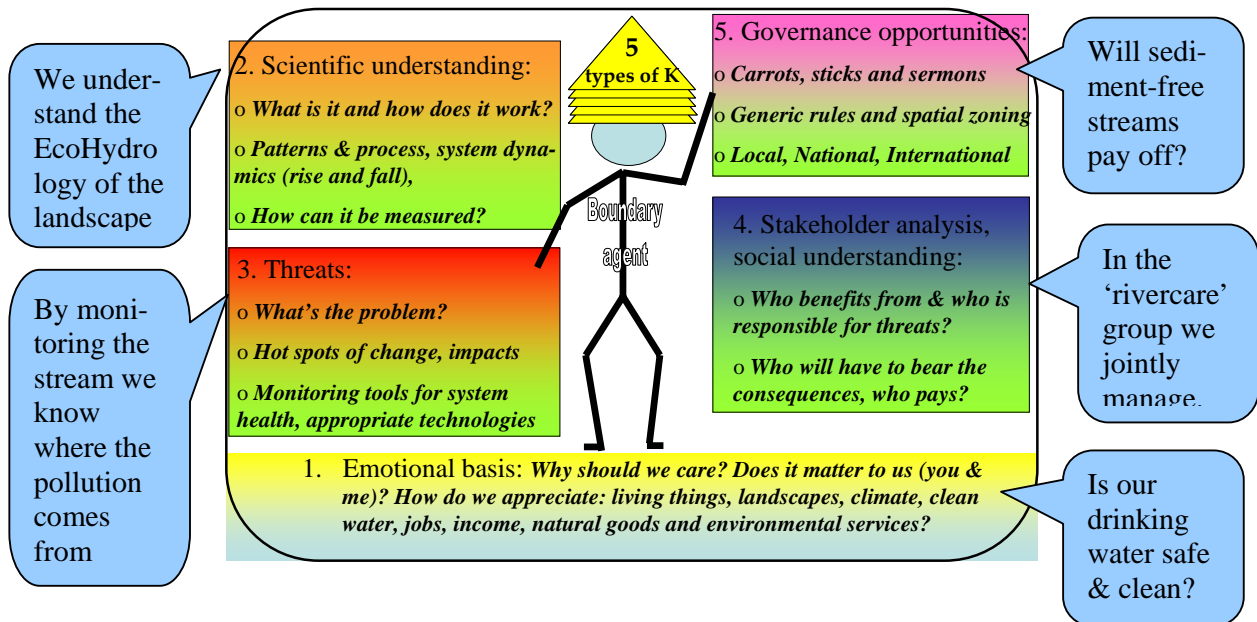 We under-
stand the
EcoHydro
logy of the
landscape
By moni-
toring the
stream we
know
where the
pollution
comes
from
2. Scientific understanding:
o What is it and how does it work?
o Patterns & process, system dyna-
mics (rise and fall),
o How can it be measured?
3. Threats:
o What's the problem?
o Hot spots of change, impacts
o Monitoring tools for system
health, appropriate technologies
5
types of K
Boundary
agent
5. Governance opportunities:
o Carrots, sticks and sermons
o Generic rules and spatial zoning
o Local, National, International
4. Stakeholder analysis,
social understanding:
o Who benefits from & who is
responsible for threats?
o Who will have to bear the
consequences, who pays?
1. Emotional basis: Why should we care? Does it matter to us (you &
me)? How do we appreciate: living things, landscapes, climate, clean
water, jobs, income, natural goods and environmental services?
Will sedi-
ment-free
streams
pay off?
In the
‘rivercare’
group we
jointly
manage.
Is our
drinking
water safe
& clean?